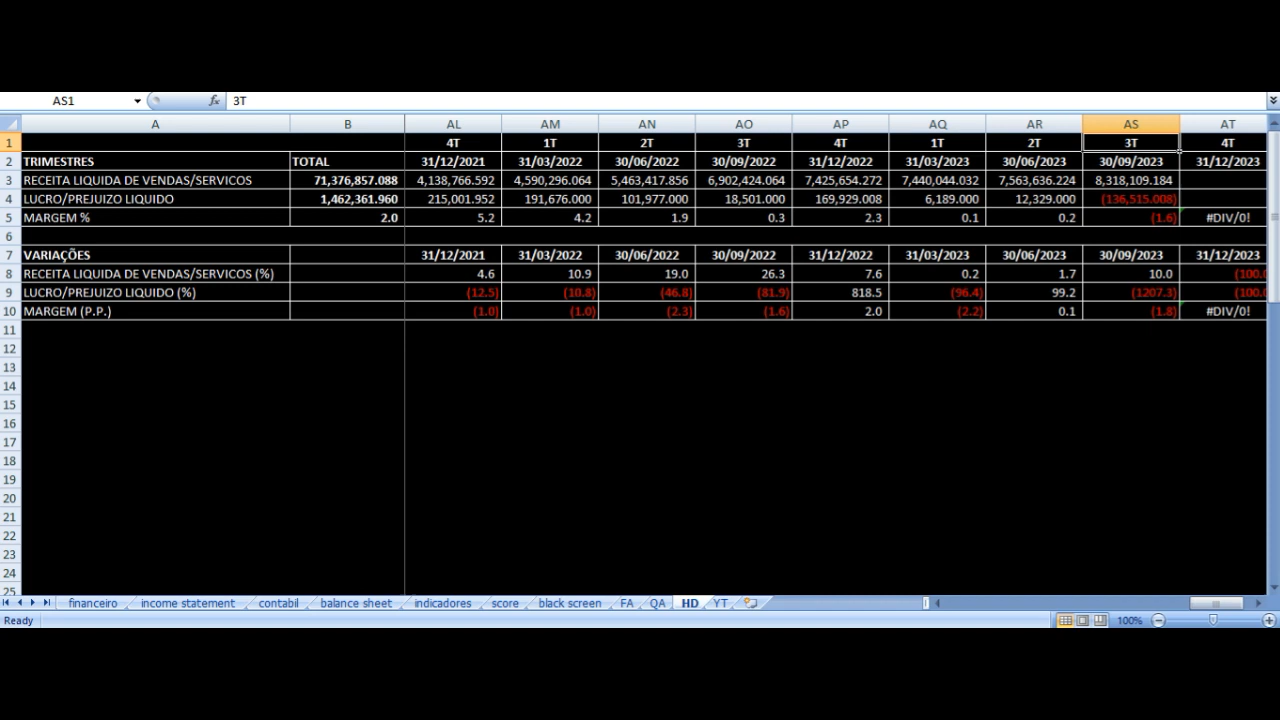 AS1 3T
A B AL AM AN AO AP AQ AR AS AT
1 4T 1T 2T 3T 4T 1T 2T 3T 4T
2 TRIMESTRES TOTAL 31/12/2021 31/03/2022 30/06/2022 30/09/2022 31/12/2022 31/03/2023 30/06/2023 30/09/2023 31/12/2023
3 RECEITA LIQUIDA DE VENDAS/SERVICOS 71,376,857.088 4,138,766.592 4,590,296.064 5,463,417.856 6,902,424.064 7,425,654.272 7,440,044.032 7,563,636.224 8,318,109.184
4 LUCRO/PREJUIZO LIQUIDO 1,462,361.960 215,001.952 191,676.000 101,977.000 18,501.000 169,929.008 6,189.000 12,329.000 (136,515.008)
5 MARGEM % 2.0 5.2 4.2 1.9 0.3 2.3 0.1 0.2 (1.6) #DIV/0!
6
7 VARIAÇÕES 31/12/2021 31/03/2022 30/06/2022 30/09/2022 31/12/2022 31/03/2023 30/06/2023 30/09/2023 31/12/2023
8 RECEITA LIQUIDA DE VENDAS/SERVICOS (%) 4.6 10.9 19.0 26.3 7.6 0.2 1.7 10.0 (100.0
9 LUCRO/PREJUIZO LIQUIDO (%) (12.5) (10.8) (46.8) (81.9) 818.5 (96.4) 99.2 (1207.3) (100.0
10 MARGEM (P.P.) (1.0) (1.0) (2.3) (1.6) 2.0 (2.2) 0.1 (1.8) #DIV/0!
11
12
13
14
15
16
17
18
19
20
21
22
23
24
25
financeiro income statement contabil balance sheet indicadores score black screen FA QA HD YT
Ready 100%